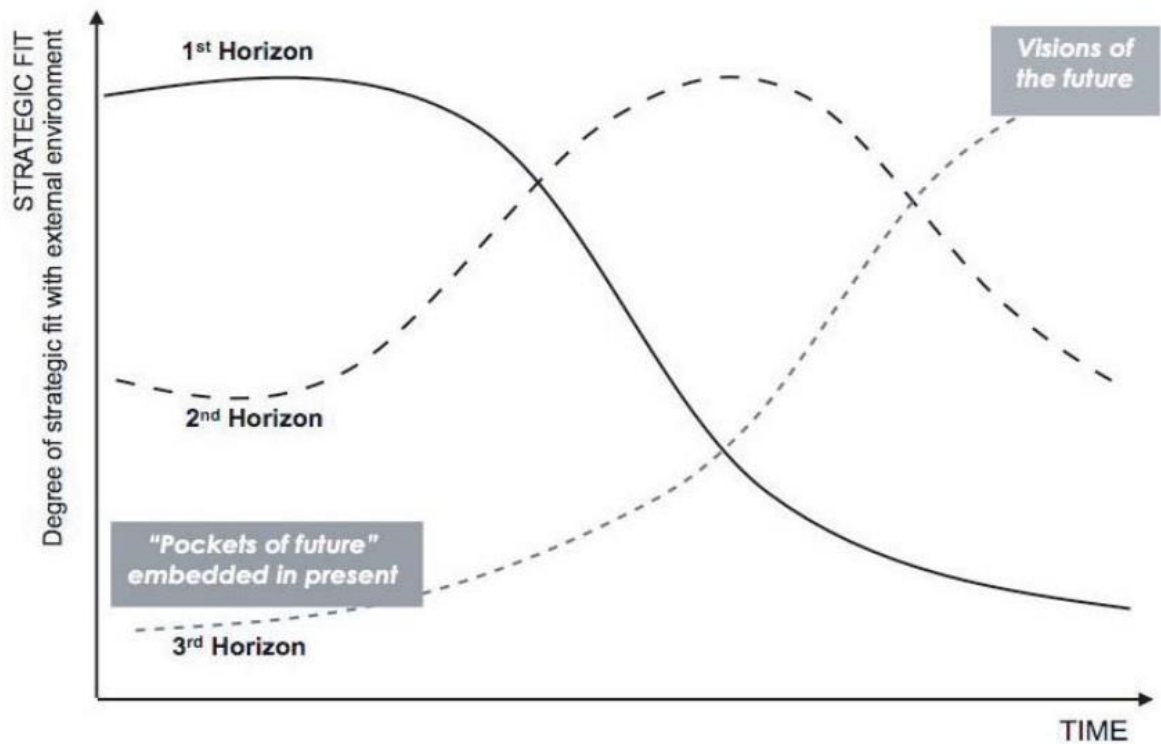 STRATEGIC FIT
Degree of strategic fit with external environment
1st Horizon
Visions of
the future
2nd Horizon
"Pockets of future"
embedded in present
3rd Horizon
TIME